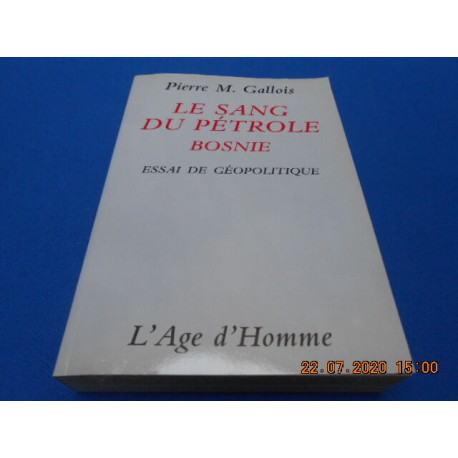 Pierre M. Gallois
LE SANG
DU PÉTROLE
BOSNIE
ESSAI DE GÉOPOLITIQUE
L'Age d'Homme
22.07.2020 15:00